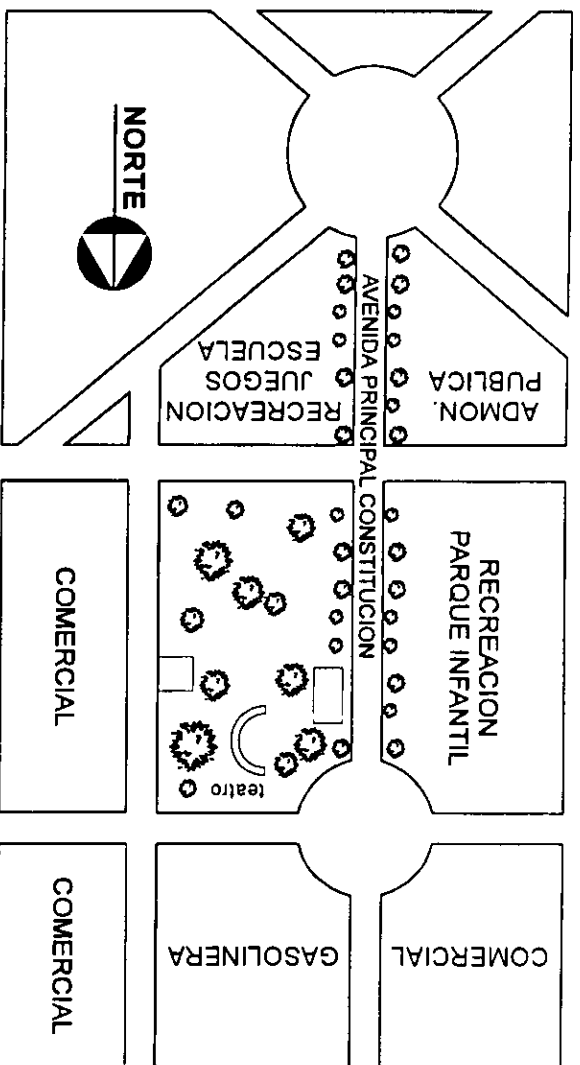 NORTE
AVENIDA PRINCIPAL CONSTITUCION
RECREACION
JUEGOS
ESCUELA
ADMON.
PUBLICA
RECREACION
PARQUE INFANTIL
COMERCIAL
teatro
COMERCIAL
GASOLINERA
COMERCIAL